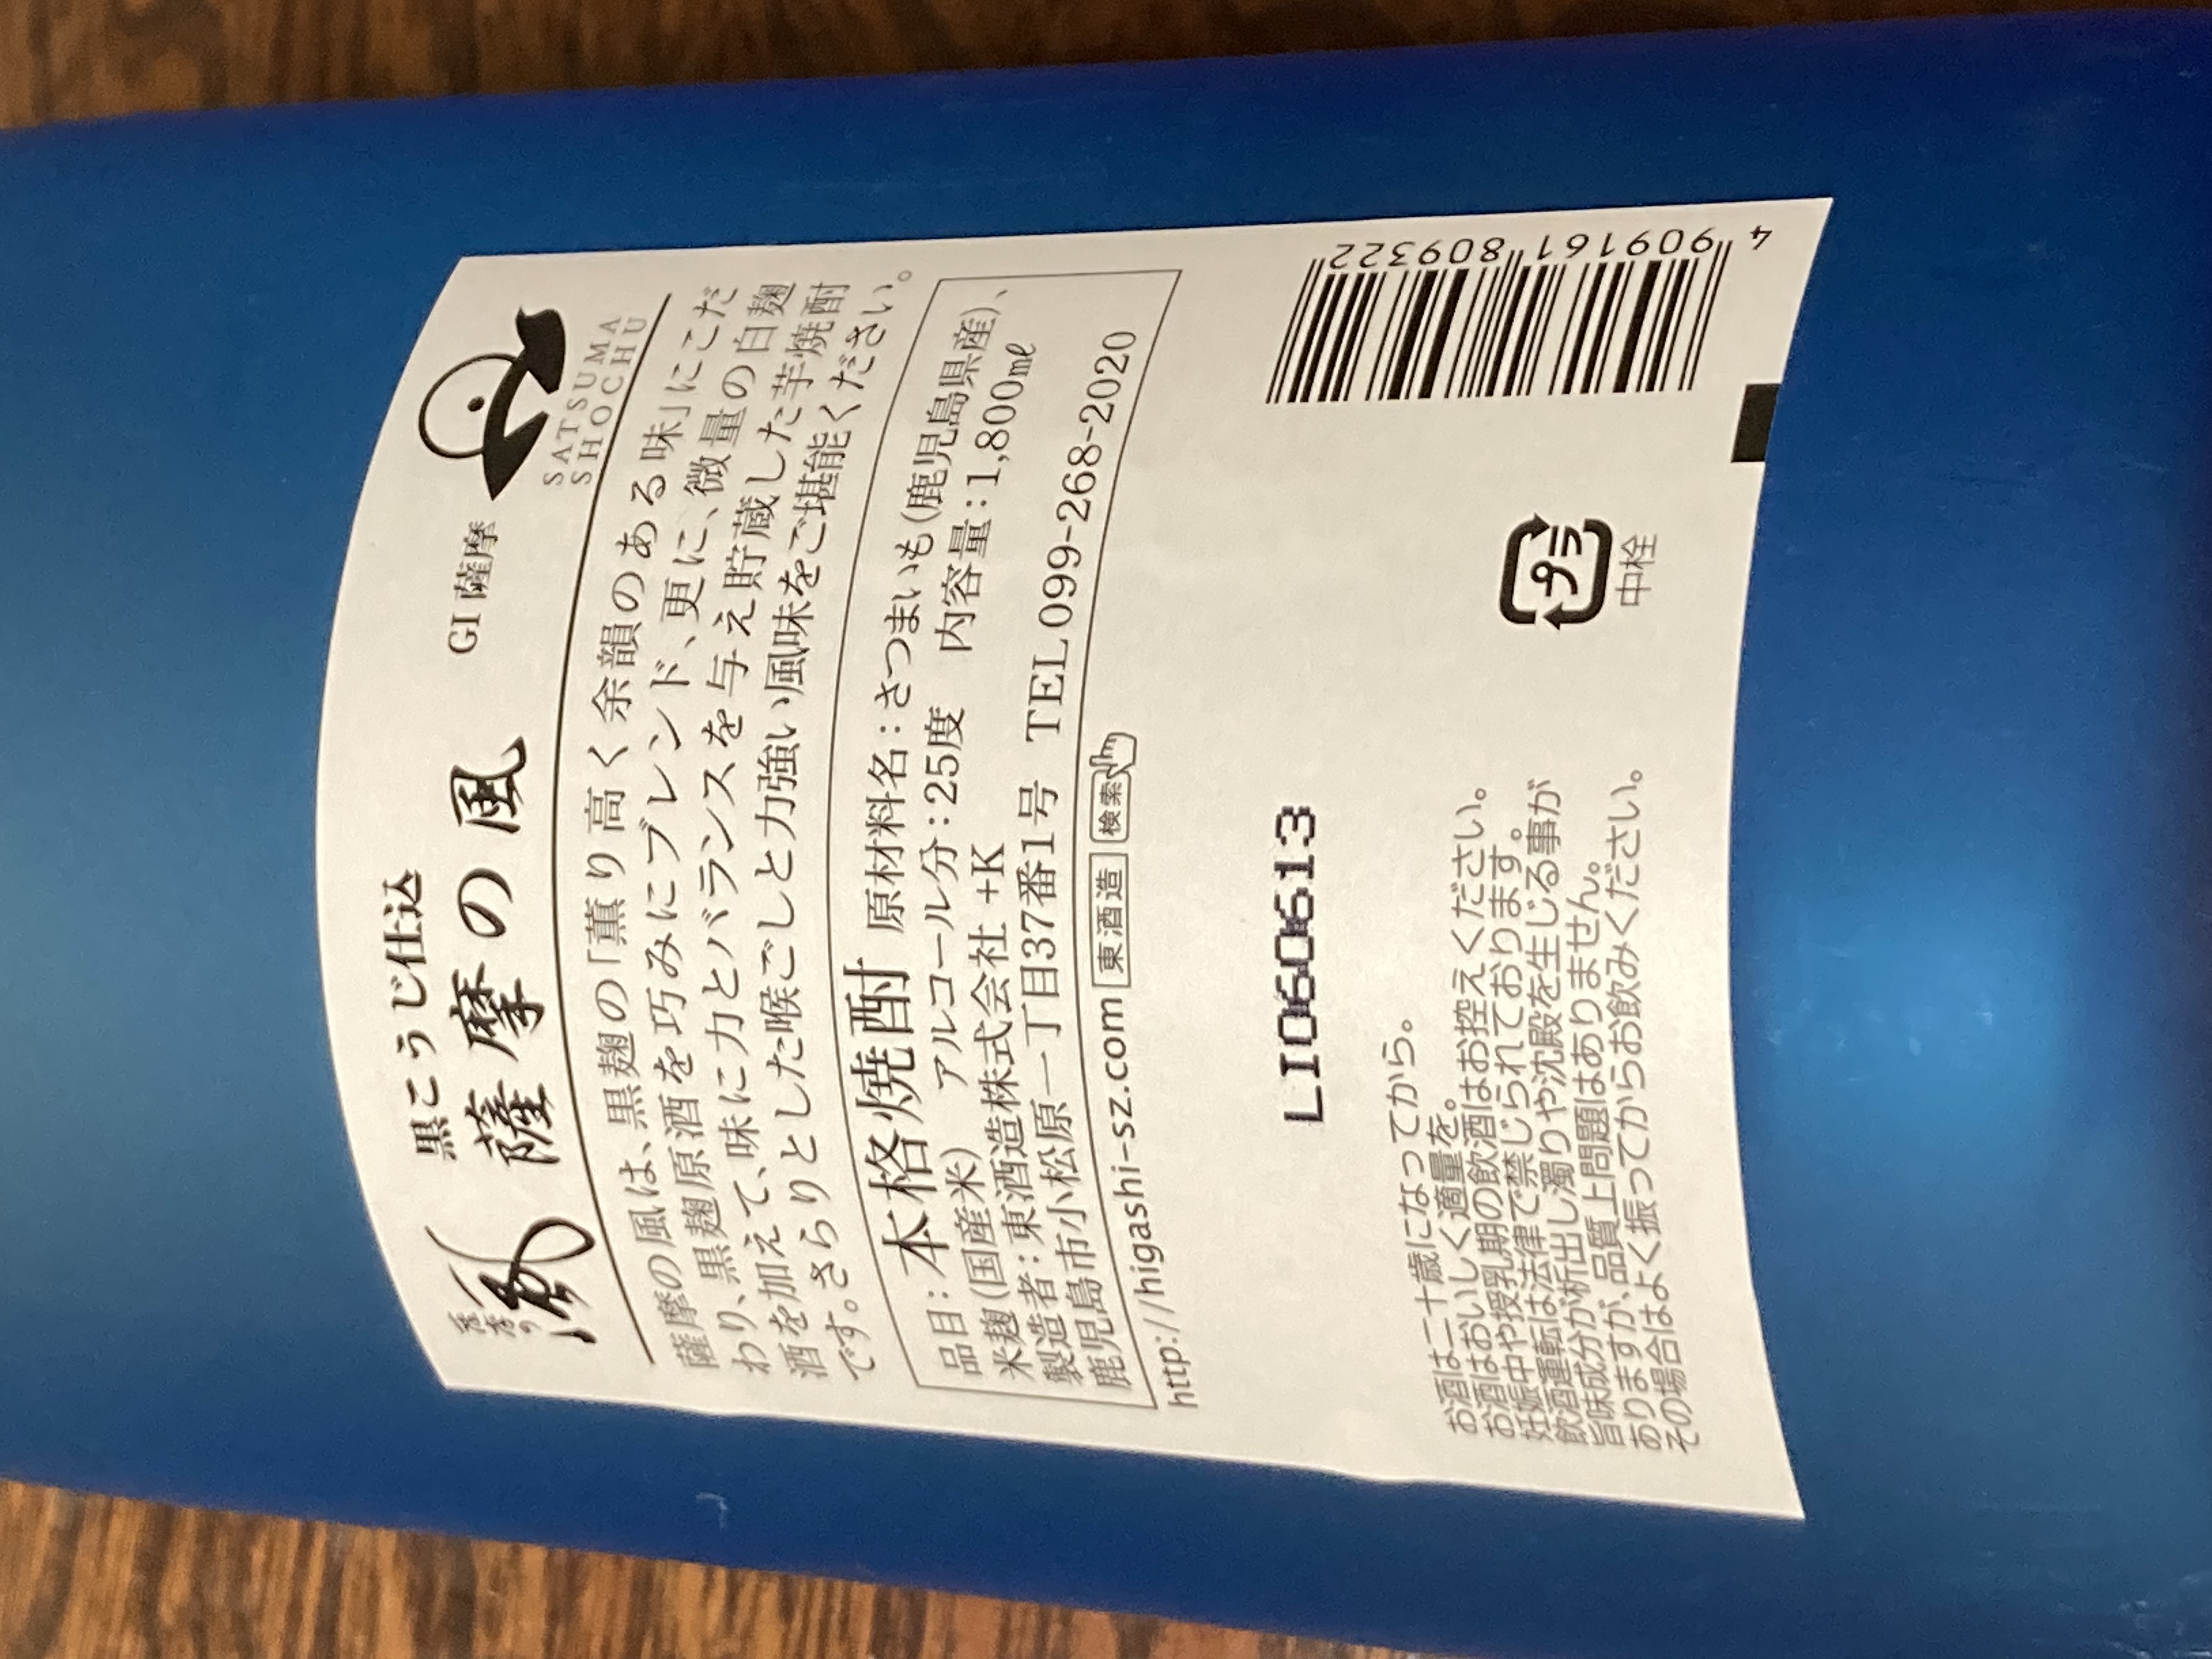 黒こうじ仕込
薩摩の
風
薩摩の風
GI 薩摩
SATSUMA
SHOCHU
薩摩の風は、黒麹の「薫り高く余韻のある味」にこだ
わり、黒麹原酒を巧みにブレンド、更に、微量の白麹
酒を加えて、味に力とバランスを与え貯蔵した芋焼酎
です。さらりとした喉ごしと力強い風味をご堪能ください。
品目：本格焼酎 原材料名：さつまいも(鹿児島県産)、
米麹(国産米) アルコール分：25度 内容量：1,800㎖
製造者：東酒造株式会社 +K
鹿児島市小松原一丁目37番1号 TEL099-268-2020
http://higashi-sz.com 東酒造 検索
LI060613
お酒は二十歳になってから。
お酒はおいしく適量を。
妊娠中や授乳期の飲酒はお控えください。
飲酒運転は法律で禁じられております。
旨味成分が析出し濁りや沈殿を生じる事が
ありますが、品質上問題はありません。
その場合はよく振ってからお飲みください。
プラ
中栓
4 909161 809322